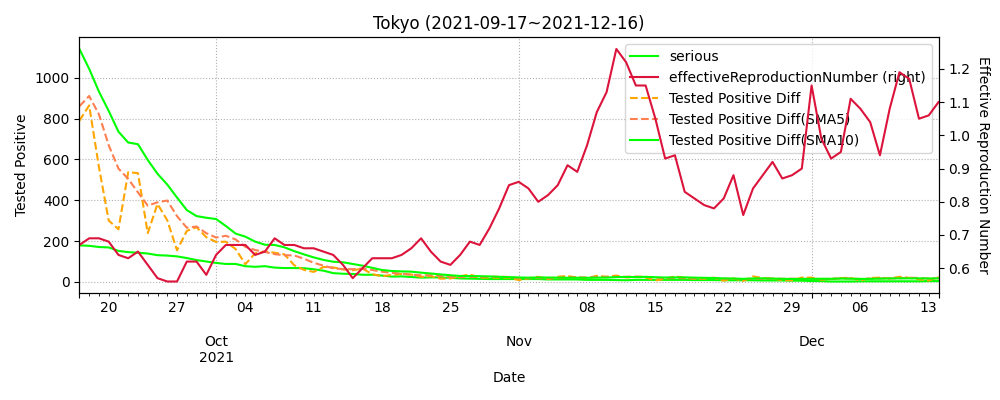 Tokyo (2021-09-17~2021-12-16)
serious
effectiveReproductionNumber (right)
Tested Positive Diff
Tested Positive Diff(SMA5)
Tested Positive Diff(SMA10)
Tested Positive
1000
800
600
400
200
0
Effective Reproduction Number
1.2
1.1
1.0
0.9
0.8
0.7
0.6
20 27 04 11 18 25 08 15 22 29 06 13
Oct Nov Dec
2021
Date